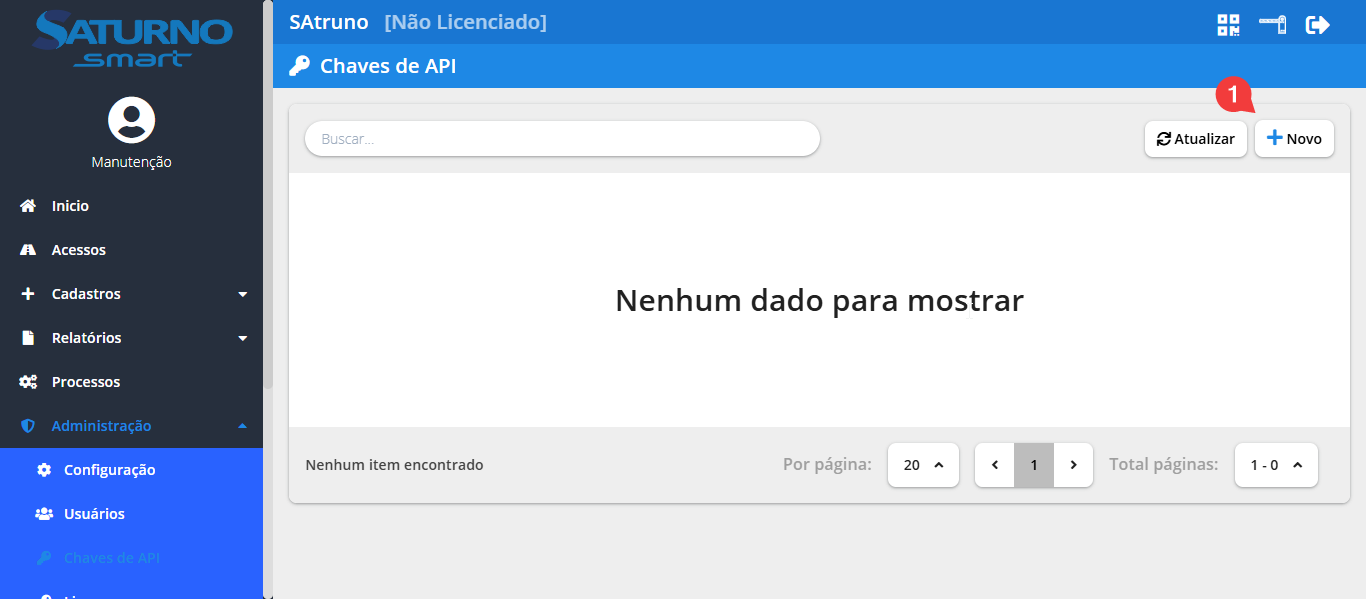 SATURNO
smart
Manutenção
Inicio
Acessos
Cadastros
Relatórios
Processos
Administração
Configuração
Usuários
Chaves de API
SAtruno [Não Licenciado]
Chaves de API
1
Buscar...
Atualizar
Novo
Nenhum dado para mostrar
Nenhum item encontrado
Por página: 20 1 Total páginas: 1 - 0